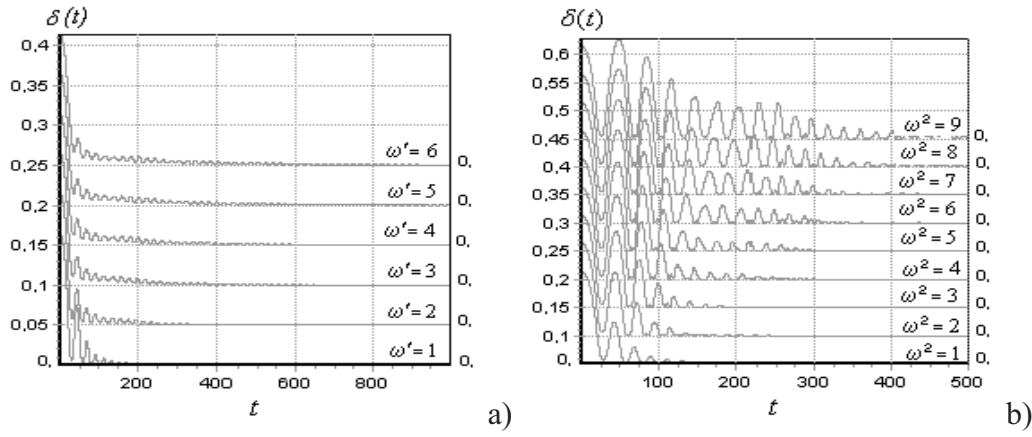 δ(t)
0,4
0,3
0,25
0,2
0,15
0,1
0,05
0,
ω' = 6
ω' = 5
ω' = 4
ω' = 3
ω' = 2
ω' = 1
0,
0,
0,
0,
0,
0,
200
400
600
800
t
a)
δ(t)
0,6
0,55
0,5
0,45
0,4
0,35
0,3
0,25
0,2
0,15
0,1
0,
ω² = 9
ω² = 8
ω² = 7
ω² = 6
ω² = 5
ω² = 4
ω² = 3
ω² = 2
ω² = 1
0,
0,
0,
0,
0,
0,
0,
0,
0,
100
200
300
400
500
t
b)